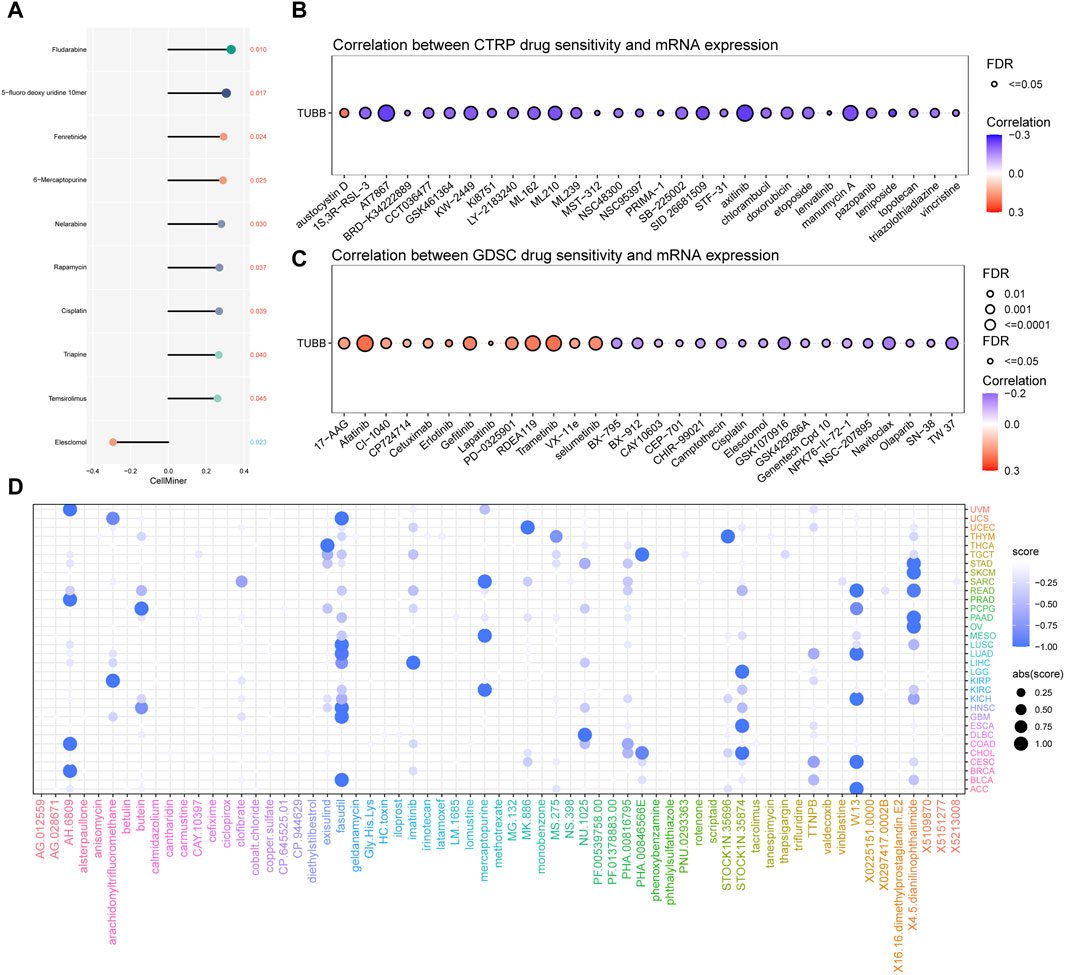 A
Fludarabine
0.010
5-fluoro deoxy uridine 10mer
0.017
Fenretinide
0.024
6-Mercaptopurine
0.025
Nelarabine
0.030
Rapamycin
0.037
Cisplatin
0.039
Triapine
0.040
Temsirolimus
0.045
Elesclomol
0.023
-0.4
-0.2
0.0
0.2
0.4
CellMiner
B
Correlation between CTRP drug sensitivity and mRNA expression
TUBB
austocystin D
1S,3R-RSL-3
AT7867
BRD-K34222889
CCT036477
GSK461364
KW-2449
Ki8751
LY-2183240
ML162
ML210
ML239
MST-312
NSC48300
NSC95397
PRIMA-1
SB-225002
SID 26681509
STF-31
axitinib
chlorambucil
doxorubicin
etoposide
lenvatinib
manumycin A
pazopanib
teniposide
topotecan
triazolothiadiazine
vincristine
FDR
<=0.05
Correlation
-0.3
0.0
0.3
C
Correlation between GDSC drug sensitivity and mRNA expression
TUBB
17-AAG
Afatinib
CI-1040
CP724714
Cetuximab
Erlotinib
Gefitinib
Lapatinib
PD-0325901
RDEA119
Trametinib
VX-11e
selumetinib
BX-795
BX-912
CAY10603
CEP-701
CHIR-99021
Camptothecin
Cisplatin
Elesclomol
GSK1070916
GSK429286A
Genentech Cpd 10
NPK76-II-72-1
NSC-207895
Navitoclax
Olaparib
SN-38
TW 37
FDR
0.01
0.001
<=0.0001
FDR
<=0.05
Correlation
-0.2
0.0
0.3
D
UVM
UCS
UCEC
THYM
THCA
TGCT
STAD
SKCM
SARC
READ
PRAD
PCPG
PAAD
OV
MESO
LUSC
LUAD
LIHC
LGG
KIRP
KIRC
KICH
HNSC
GBM
ESCA
DLBC
COAD
CHOL
CESC
BRCA
BLCA
ACC
AG.012559
AG.028671
AH.6809
alsterpaullone
anisomycin
arachidonyltrifluoromethane
betulin
butein
calmidazolium
cantharidin
carmustine
CAY.10397
cefixime
ciclopirox
clofibrate
cobalt.chloride
copper.sulfate
CP.645525.01
CP.944629
diethylstilbestrol
exisulind
fasudil
geldanamycin
Gly.His.Lys
HC.toxin
iloprost
imatinib
irinotecan
latamoxef
LM.1685
lomustine
mercaptopurine
methotrexate
MG.132
MK.886
monobenzone
MS.275
NS.398
NU.1025
PF.00539758.00
PF.01378883.00
PHA.00816795
PHA.00846566E
phenoxybenzamine
phthalylsulfathiazole
PNU.0293363
rotenone
scriptaid
STOCK1N.35696
STOCK1N.35874
tacrolimus
tanespimycin
thapsigargin
trifluridine
TTNPB
valdecoxib
vinblastine
W.13
X0225151.0000
X0297417.0002B
X16.16.dimethylprostaglandin.E2
X4.5.dianilinophthalimide
X5109870
X5151277
X5213008
score
-0.25
-0.50
-0.75
-1.00
abs(score)
0.25
0.50
0.75
1.00